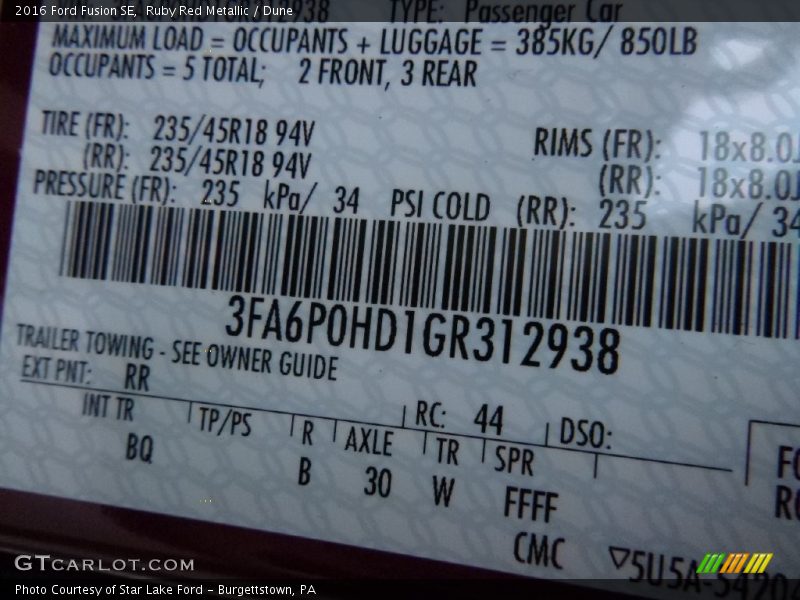 2016 Ford Fusion SE, Ruby Red Metallic / Dune
TYPE: Passenger Car
MAXIMUM LOAD = OCCUPANTS + LUGGAGE = 385KG/ 850LB
OCCUPANTS = 5 TOTAL; 2 FRONT, 3 REAR
TIRE (FR): 235/45R18 94V RIMS (FR): 18x8.0J
(RR): 235/45R18 94V (RR): 18x8.0J
PRESSURE (FR): 235 kPa/ 34 PSI COLD (RR): 235 kPa/ 34
3FA6P0HD1GR312938
TRAILER TOWING - SEE OWNER GUIDE
EXT PNT: RR RC: 44 DSO:
INT TR TP/PS R AXLE TR SPR
BQ B 30 W FFFF
CMC
GTCARLOT.COM
Photo Courtesy of Star Lake Ford - Burgettstown, PA